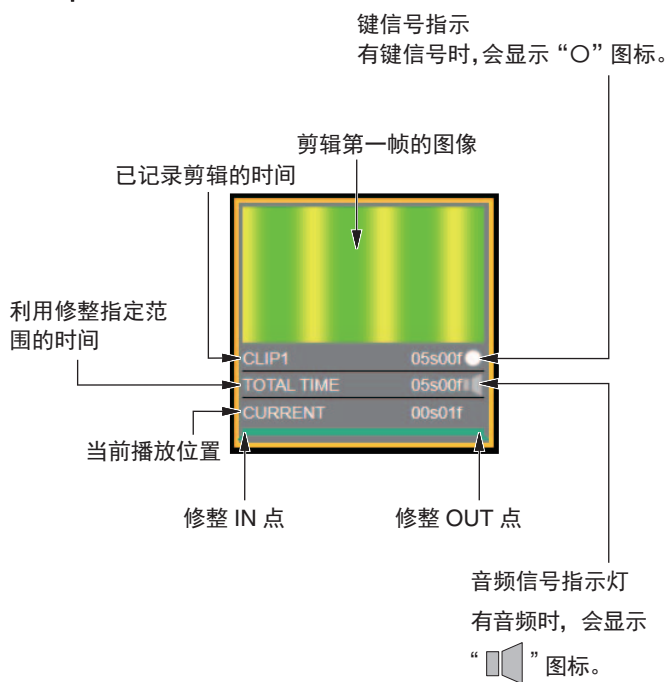 键信号指示
有键信号时,会显示“○”图标。
剪辑第一帧的图像
已记录剪辑的时间
利用修整指定范
围的时间
CLIP1 05s00f
TOTAL TIME 05s00f
CURRENT 00s01f
当前播放位置
修整 IN 点 修整 OUT 点
音频信号指示灯
有音频时，会显示
“ ”图标。